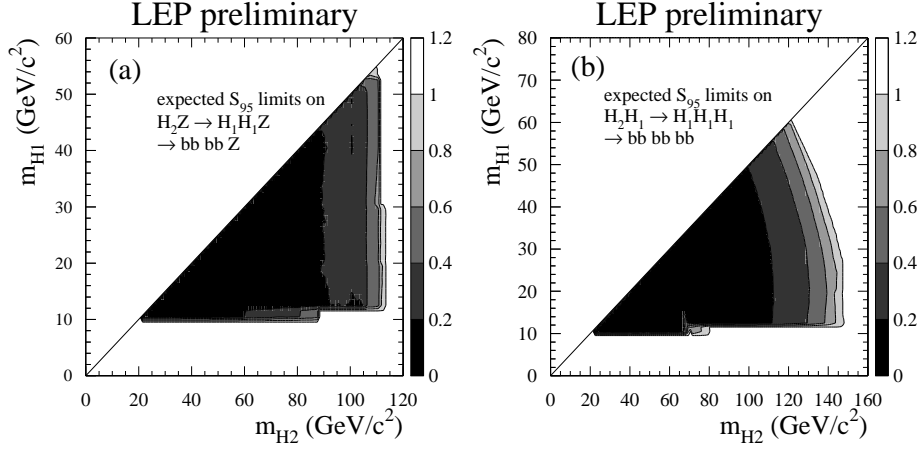 LEP preliminary
(a)
expected S95 limits on
H2Z → H1H1Z
→ bb bb Z
mH1 (GeV/c2)
60
50
40
30
20
10
0
0 20 40 60 80 100 120
mH2 (GeV/c2)
1.2
1
0.8
0.6
0.4
0.2
0
LEP preliminary
(b)
expected S95 limits on
H2H1 → H1H1H1
→ bb bb bb
mH1 (GeV/c2)
80
70
60
50
40
30
20
10
0
0 20 40 60 80 100 120 140 160
mH2 (GeV/c2)
1.2
1
0.8
0.6
0.4
0.2
0